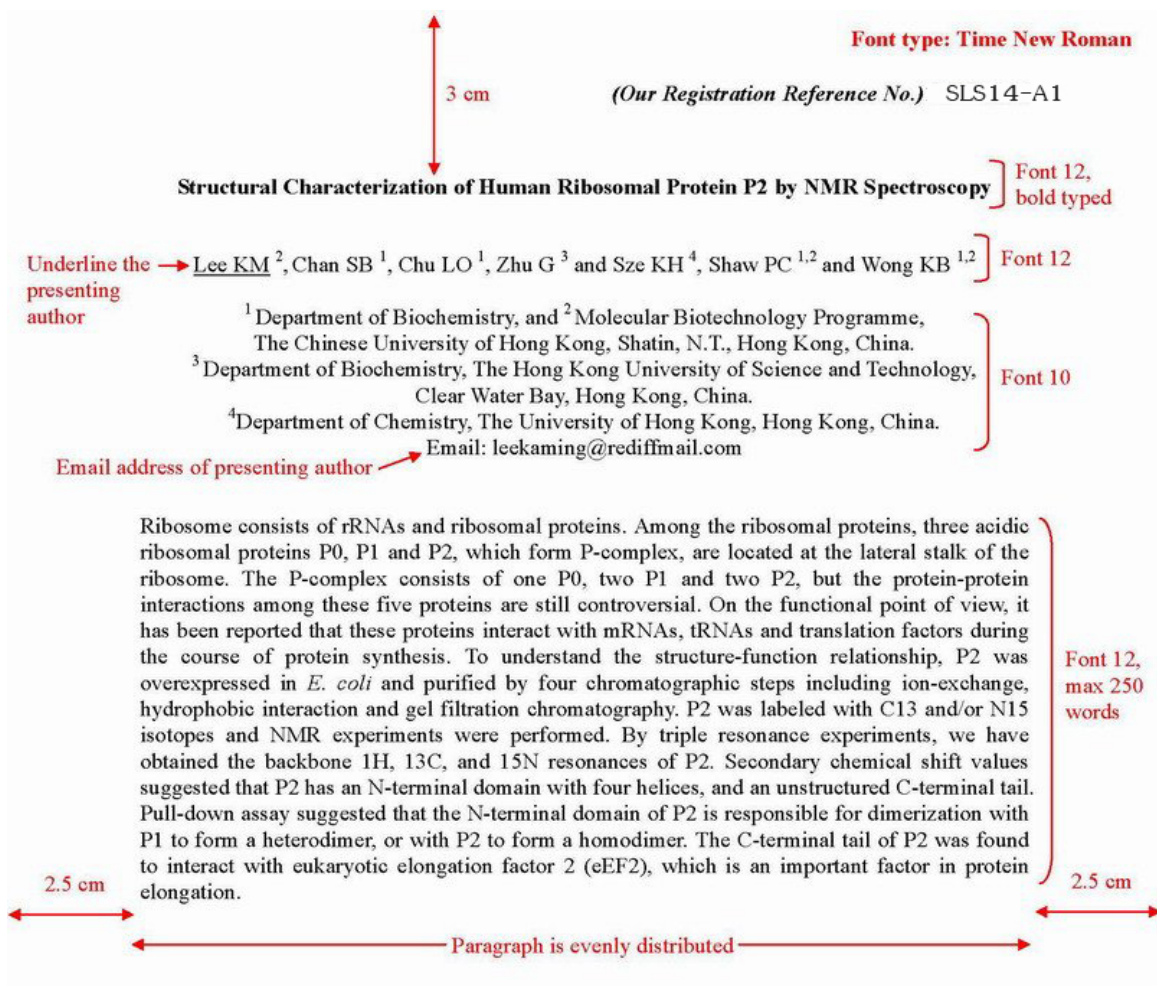 Font type: Time New Roman
3 cm
(Our Registration Reference No.) SLS14-A1
Structural Characterization of Human Ribosomal Protein P2 by NMR Spectroscopy
Font 12,
bold typed
Underline the
presenting
author
Lee KM 2, Chan SB 1, Chu LO 1, Zhu G 3 and Sze KH 4, Shaw PC 1,2 and Wong KB 1,2
Font 12
1 Department of Biochemistry, and 2 Molecular Biotechnology Programme,
The Chinese University of Hong Kong, Shatin, N.T., Hong Kong, China.
3 Department of Biochemistry, The Hong Kong University of Science and Technology,
Clear Water Bay, Hong Kong, China.
4Department of Chemistry, The University of Hong Kong, Hong Kong, China.
Font 10
Email address of presenting author
Email: leekaming@rediffmail.com
Ribosome consists of rRNAs and ribosomal proteins. Among the ribosomal proteins, three acidic
ribosomal proteins P0, P1 and P2, which form P-complex, are located at the lateral stalk of the
ribosome. The P-complex consists of one P0, two P1 and two P2, but the protein-protein
interactions among these five proteins are still controversial. On the functional point of view, it
has been reported that these proteins interact with mRNAs, tRNAs and translation factors during
the course of protein synthesis. To understand the structure-function relationship, P2 was
overexpressed in E. coli and purified by four chromatographic steps including ion-exchange,
hydrophobic interaction and gel filtration chromatography. P2 was labeled with C13 and/or N15
isotopes and NMR experiments were performed. By triple resonance experiments, we have
obtained the backbone 1H, 13C, and 15N resonances of P2. Secondary chemical shift values
suggested that P2 has an N-terminal domain with four helices, and an unstructured C-terminal tail.
Pull-down assay suggested that the N-terminal domain of P2 is responsible for dimerization with
P1 to form a heterodimer, or with P2 to form a homodimer. The C-terminal tail of P2 was found
to interact with eukaryotic elongation factor 2 (eEF2), which is an important factor in protein
elongation.
Font 12,
max 250
words
2.5 cm
2.5 cm
Paragraph is evenly distributed